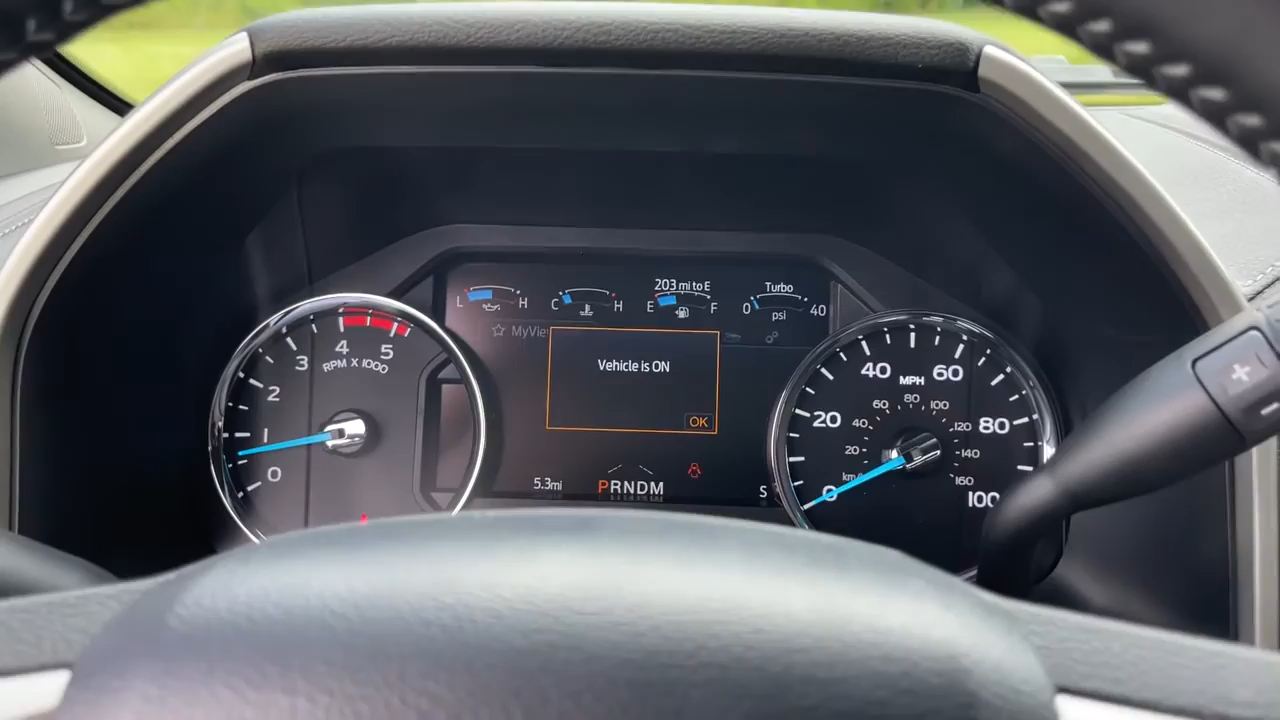 203 mi to E
Turbo
L H
C H
E F
0 40
psi
MyVie
Vehicle is ON
OK
5.3mi
PRNDM
S
0
1
2
3
4
5
RPM X 1000
0
20
40
60
80
100
MPH
20
40
60
80
100
120
140
160
+